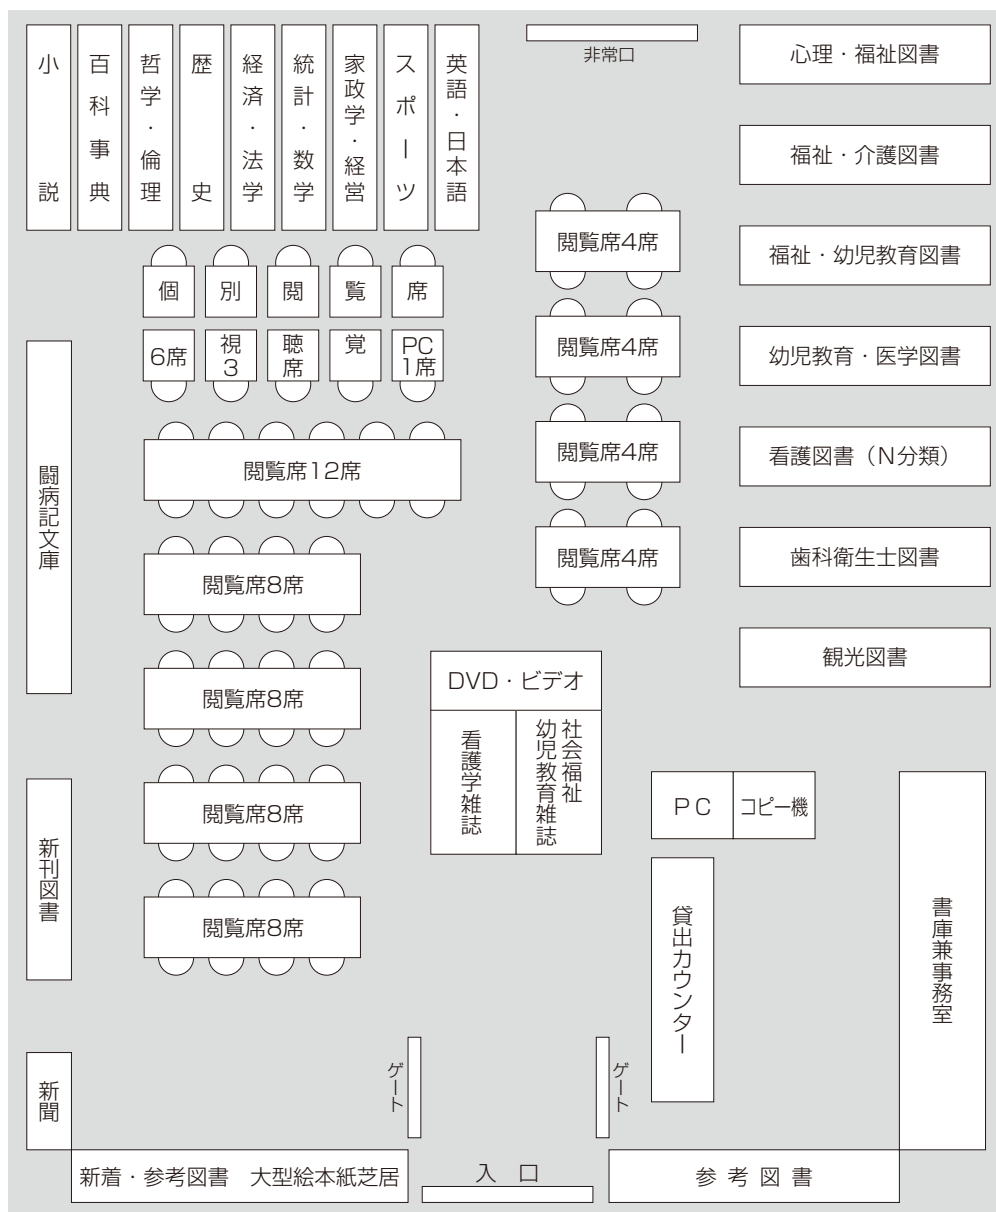 小説
百科事典
哲学・倫理
歴史
経済・法学
統計・数学
家政学・経営
スポーツ
英語・日本語
非常口
心理・福祉図書
福祉・介護図書
福祉・幼児教育図書
幼児教育・医学図書
看護図書（N分類）
歯科衛生士図書
観光図書
個別閲覧席
6席
視聴覚
3席
PC
1席
閲覧席4席
閲覧席4席
閲覧席4席
閲覧席4席
閲覧席12席
閲覧席8席
閲覧席8席
閲覧席8席
閲覧席8席
闘病記文庫
新刊図書
新聞
DVD・ビデオ
看護学雑誌
社会福祉
幼児教育雑誌
PC
コピー機
貸出カウンター
書庫兼事務室
ゲート
ゲート
新着・参考図書　大型絵本紙芝居
入口
参考図書